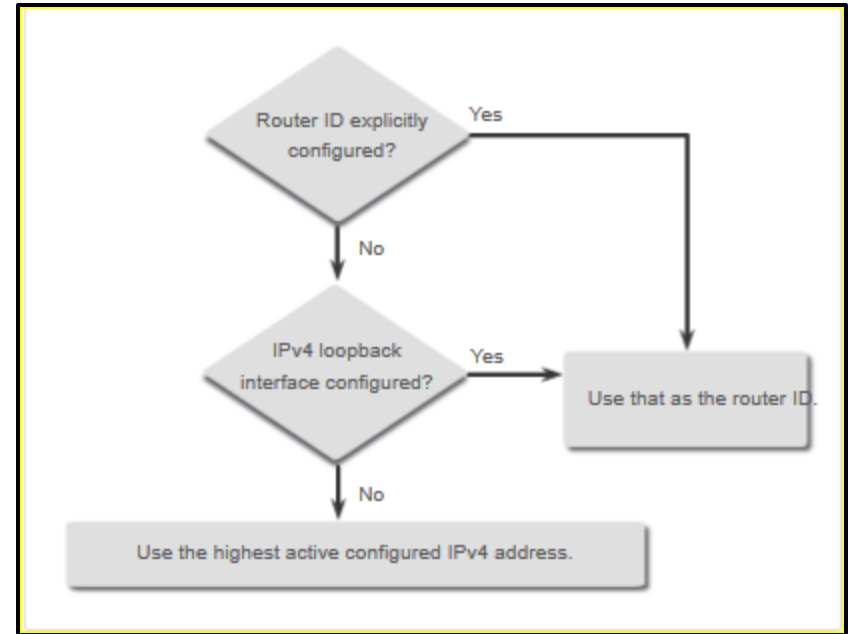 Router ID explicitly
configured?
Yes
No
IPv4 loopback
interface configured?
Yes
Use that as the router ID.
No
Use the highest active configured IPv4 address.